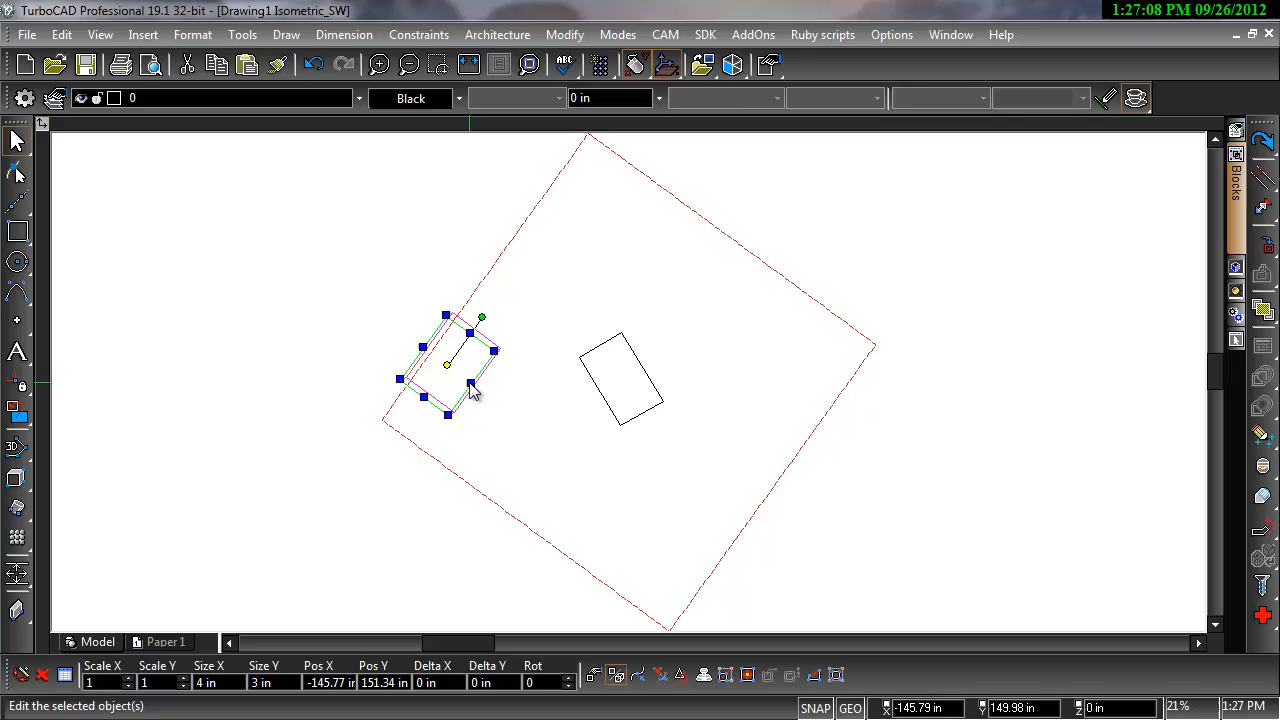 TurboCAD Professional 19.1 32-bit - [Drawing1 Isometric_SW]
1:27:08 PM 09/26/2012
File Edit View Insert Format Tools Draw Dimension Constraints Architecture Modify Modes CAM SDK AddOns Ruby scripts Options Window Help
ABC
0 Black 0 in
Blocks
3D
Model Paper1
Scale X Scale Y Size X Size Y Pos X Pos Y Delta X Delta Y Rot
1 1 4 in 3 in -145.77 in 151.34 in 0 in 0 in 0
Edit the selected object(s) SNAP GEO X -145.79 in Y 149.98 in Z 0 in 21% 1:27 PM